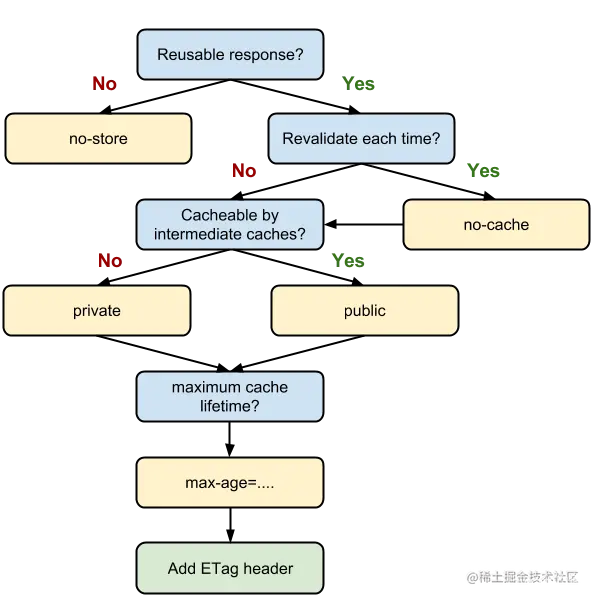 Reusable response?
No
Yes
no-store
Revalidate each time?
No
Yes
Cacheable by
intermediate caches?
no-cache
No
Yes
private
public
maximum cache
lifetime?
max-age=....
Add ETag header
@稀土掘金技术社区